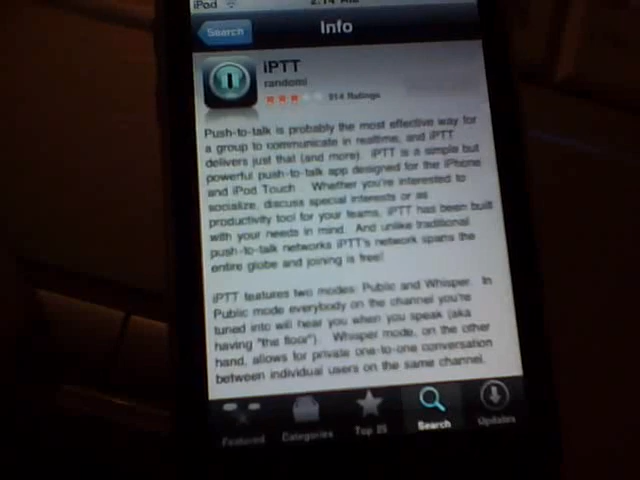 iPod
Search
Info
iPTT
randomi
914 Ratings
Push-to-talk is probably the most effective way for
a group to communicate in realtime, and iPTT
delivers just that (and more). iPTT is a simple but
powerful push-to-talk app designed for the iPhone
and iPod Touch. Whether you're interested to
socialize, discuss special interests or as
productivity tool for your teams, iPTT has been built
with your needs in mind. And unlike traditional
push-to-talk networks iPTT's network spans the
entire globe and joining is free!
iPTT features two modes: Public and Whisper. In
Public mode everybody on the channel you're
tuned into will hear you when you speak (aka
having "the floor"). Whisper mode, on the other
hand, allows for private one-to-one conversation
between individual users on the same channel.
Featured Categories Top 25 Search Updates